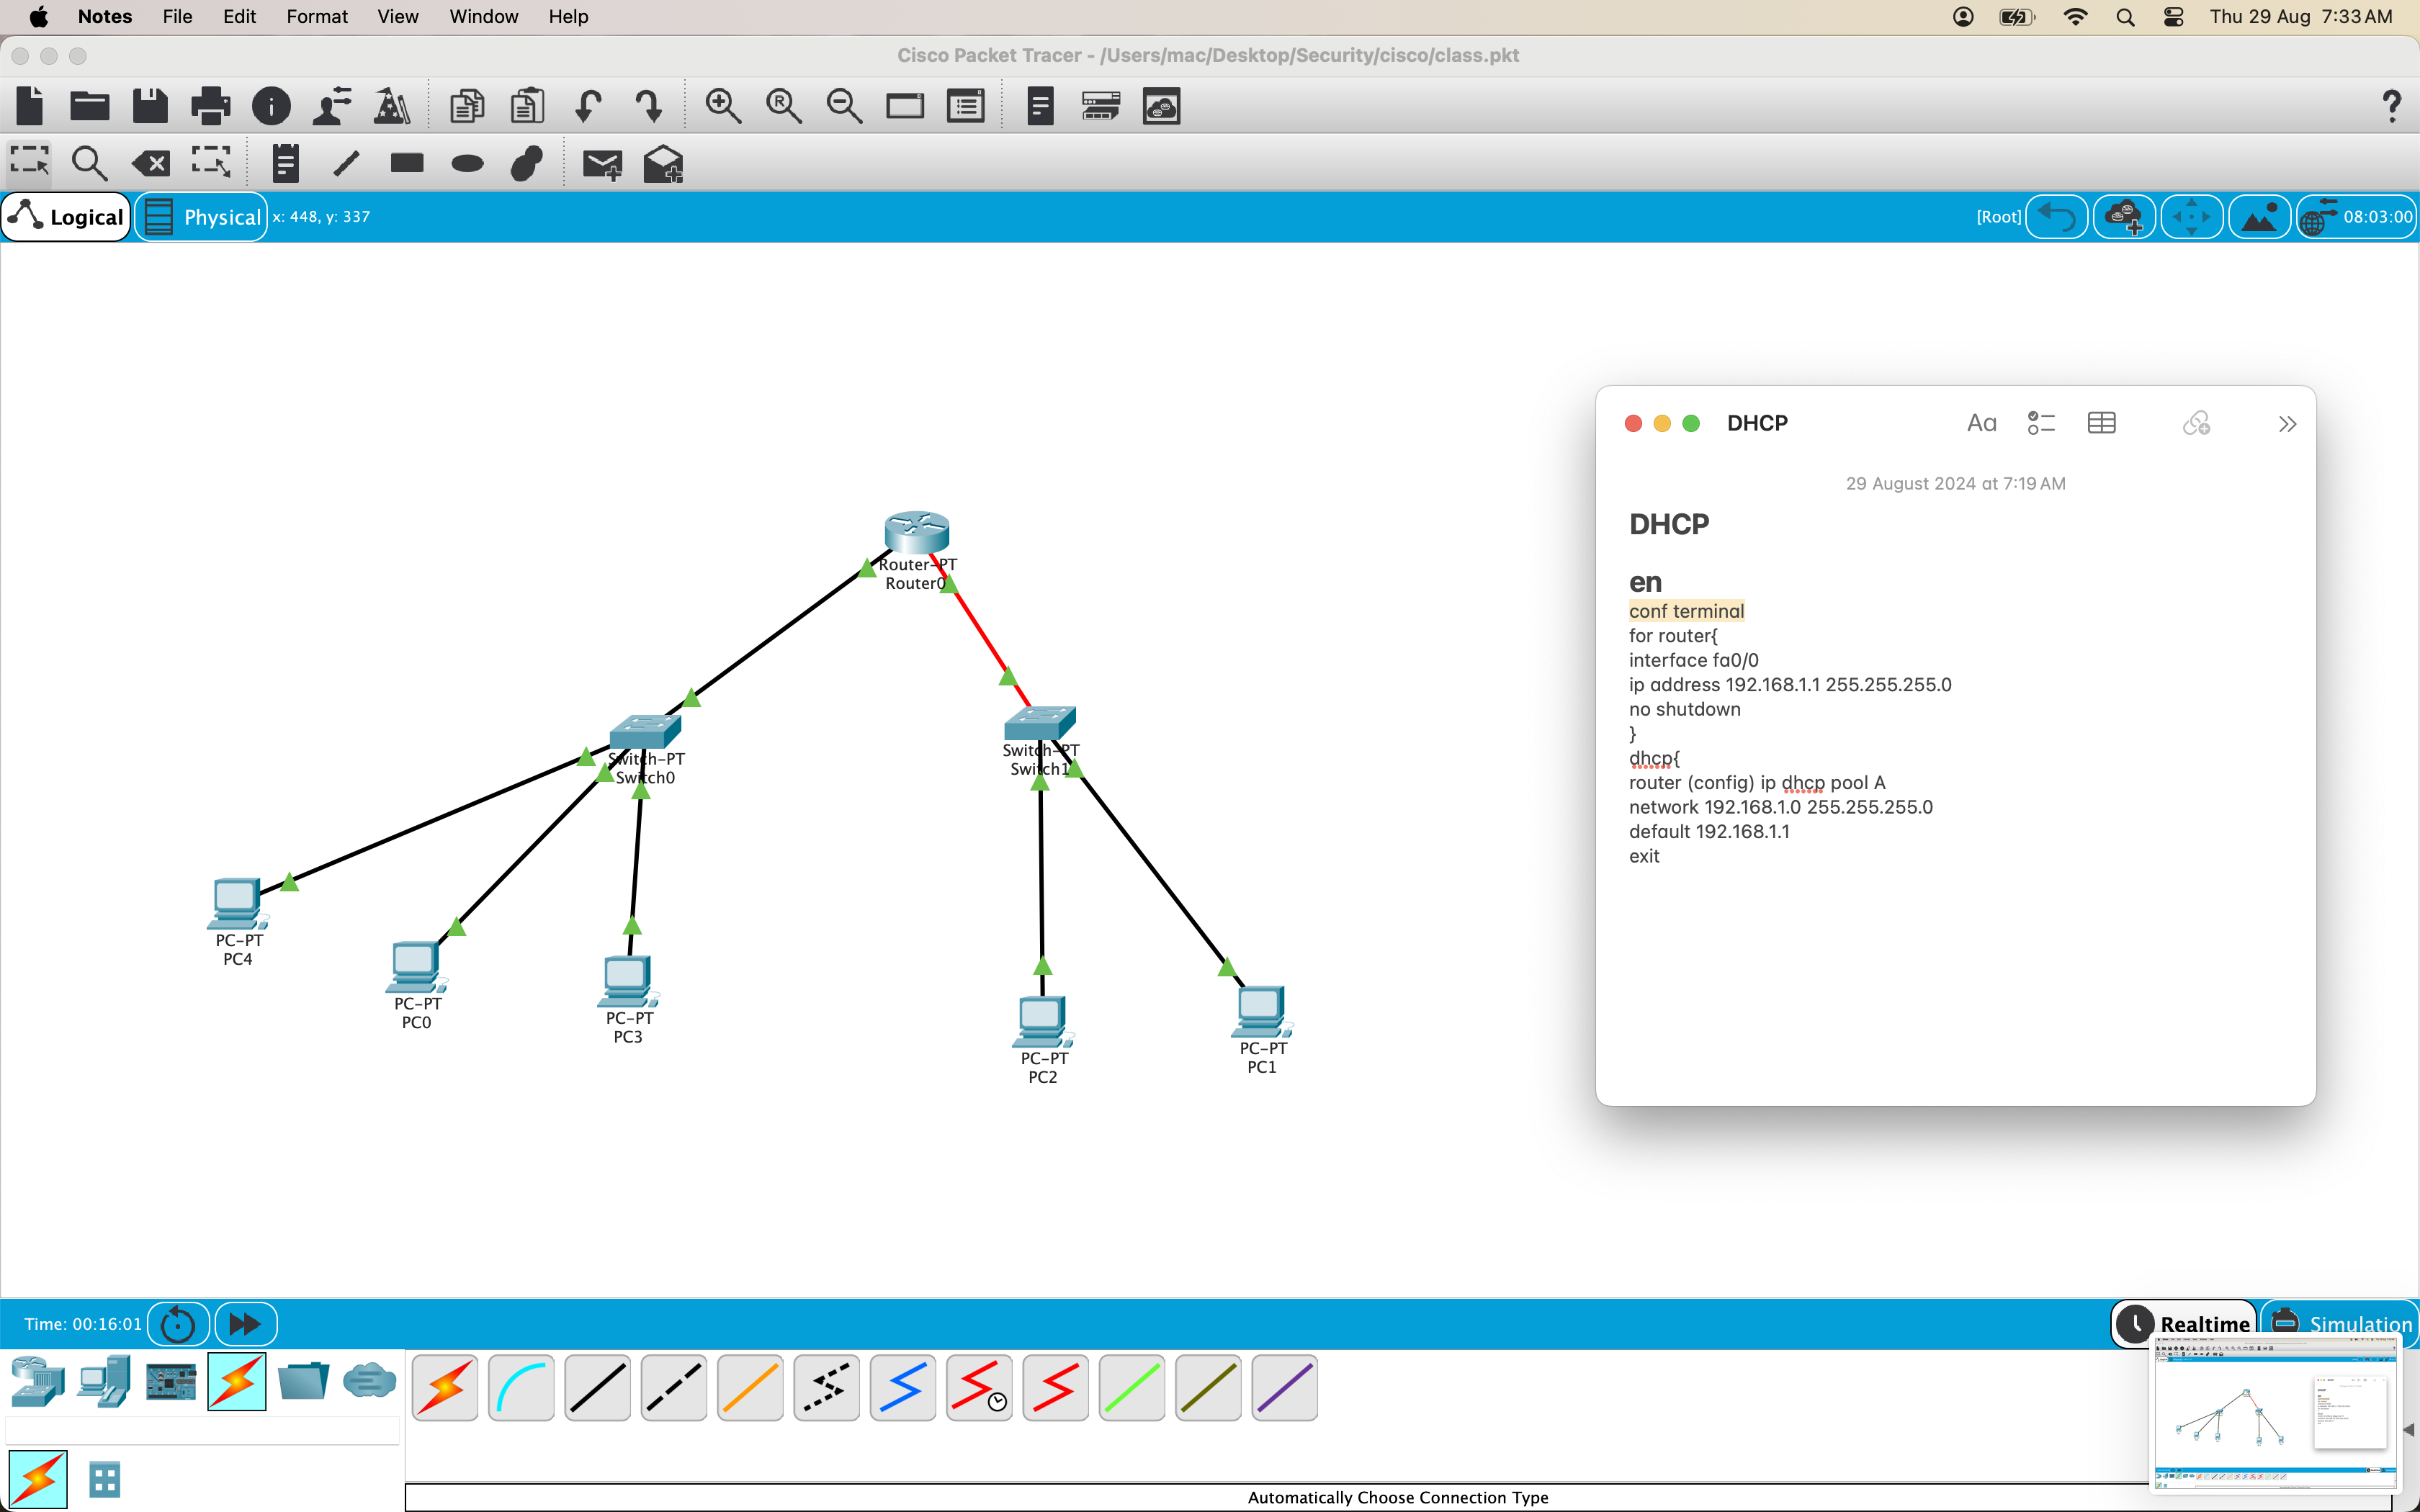 Notes File Edit Format View Window Help
Thu 29 Aug 7:33 AM
Cisco Packet Tracer - /Users/mac/Desktop/Security/cisco/class.pkt
?
Logical
Physical
x: 448, y: 337
[Root]
08:03:00
Router-PT
Router0
Switch-PT
Switch0
Switch-PT
Switch1
PC-PT
PC4
PC-PT
PC0
PC-PT
PC3
PC-PT
PC2
PC-PT
PC1
DHCP
Aa
29 August 2024 at 7:19 AM
DHCP
en
conf terminal
for router{
interface fa0/0
ip address 192.168.1.1 255.255.255.0
no shutdown
}
dhcp{
router (config) ip dhcp pool A
network 192.168.1.0 255.255.255.0
default 192.168.1.1
exit
Time: 00:16:01
Realtime
Simulation
Automatically Choose Connection Type